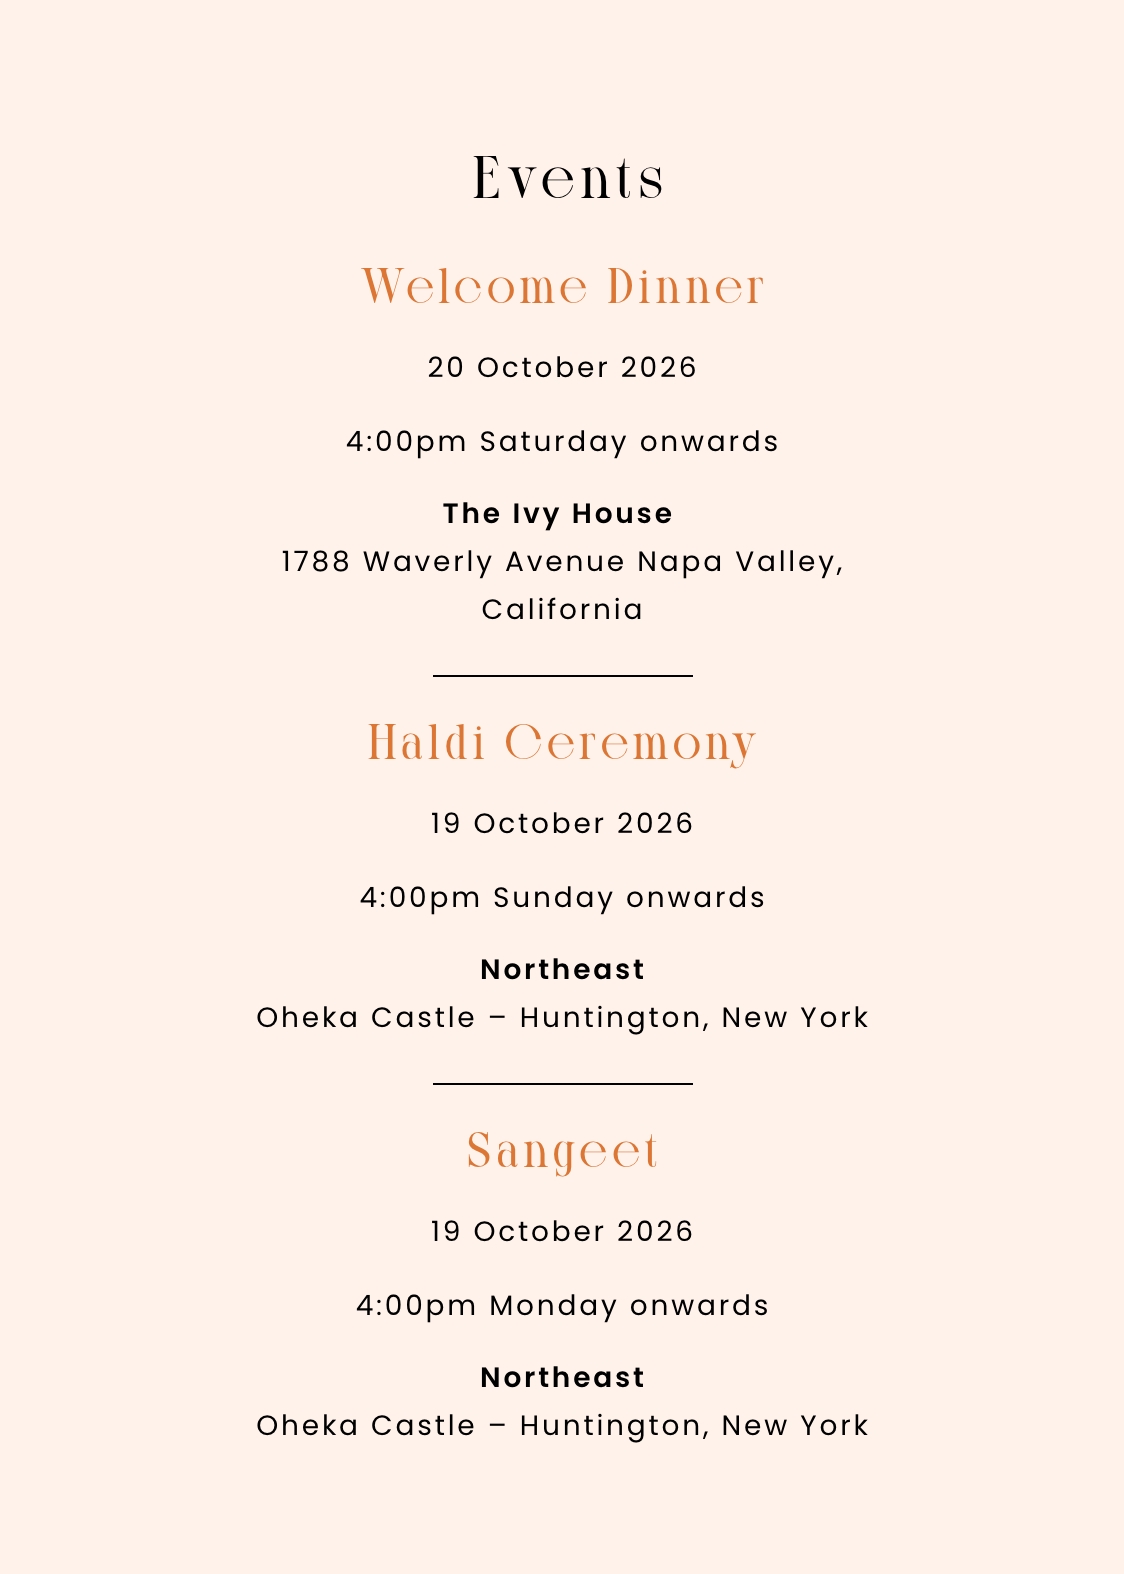 Events
Welcome Dinner
20 October 2026
4:00pm Saturday onwards
The Ivy House
1788 Waverly Avenue Napa Valley,
California
Haldi Ceremony
19 October 2026
4:00pm Sunday onwards
Northeast
Oheka Castle – Huntington, New York
Sangeet
19 October 2026
4:00pm Monday onwards
Northeast
Oheka Castle – Huntington, New York